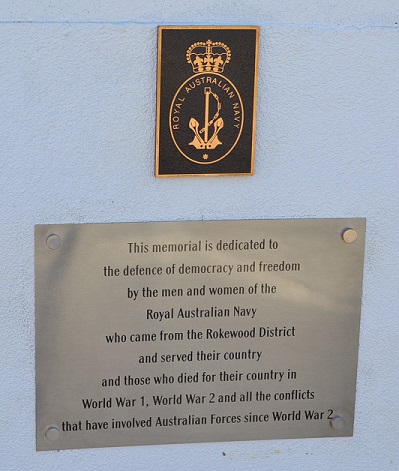 ROYAL AUSTRALIAN NAVY
This memorial is dedicated to
the defence of democracy and freedom
by the men and women of the
Royal Australian Navy
who came from the Rokewood District
and served their country
and those who died for their country in
World War 1, World War 2 and all the conflicts
that have involved Australian Forces since World War 2